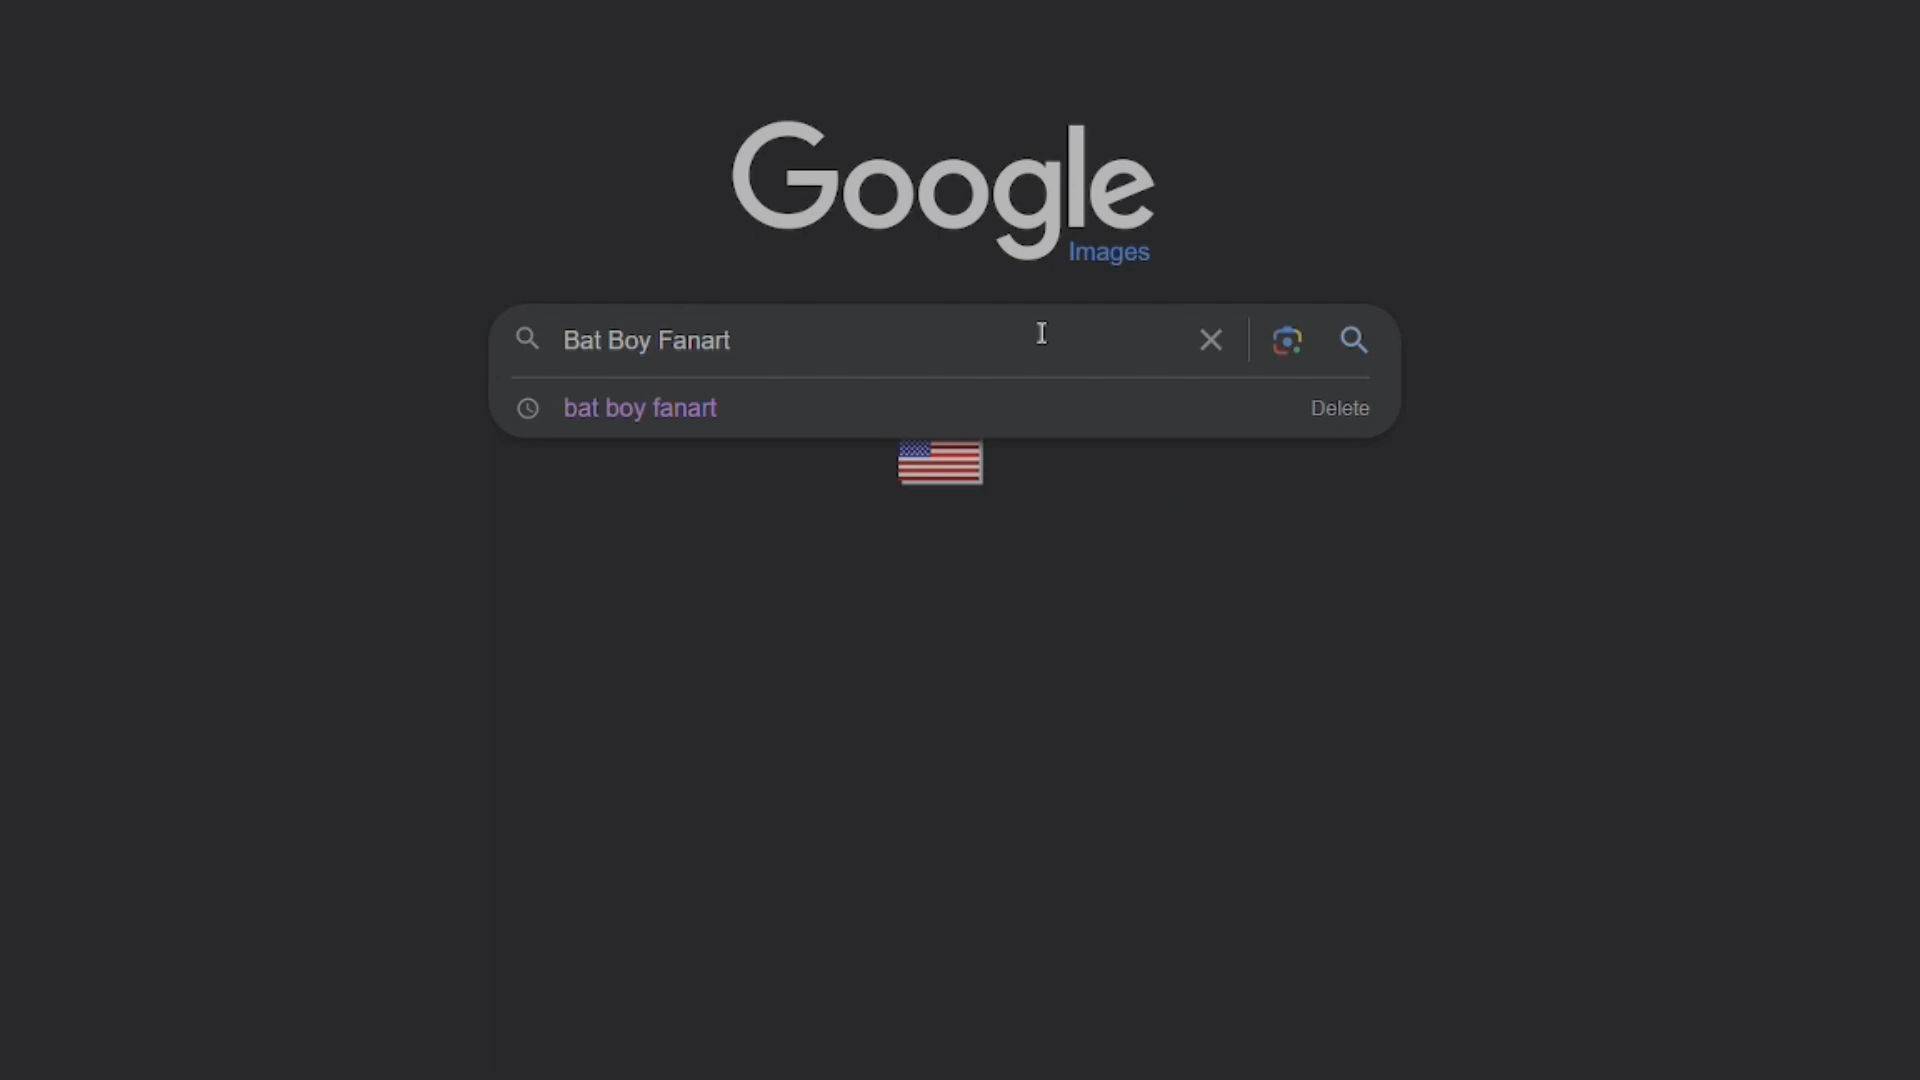 Google
Images
Bat Boy Fanart
bat boy fanart
Delete